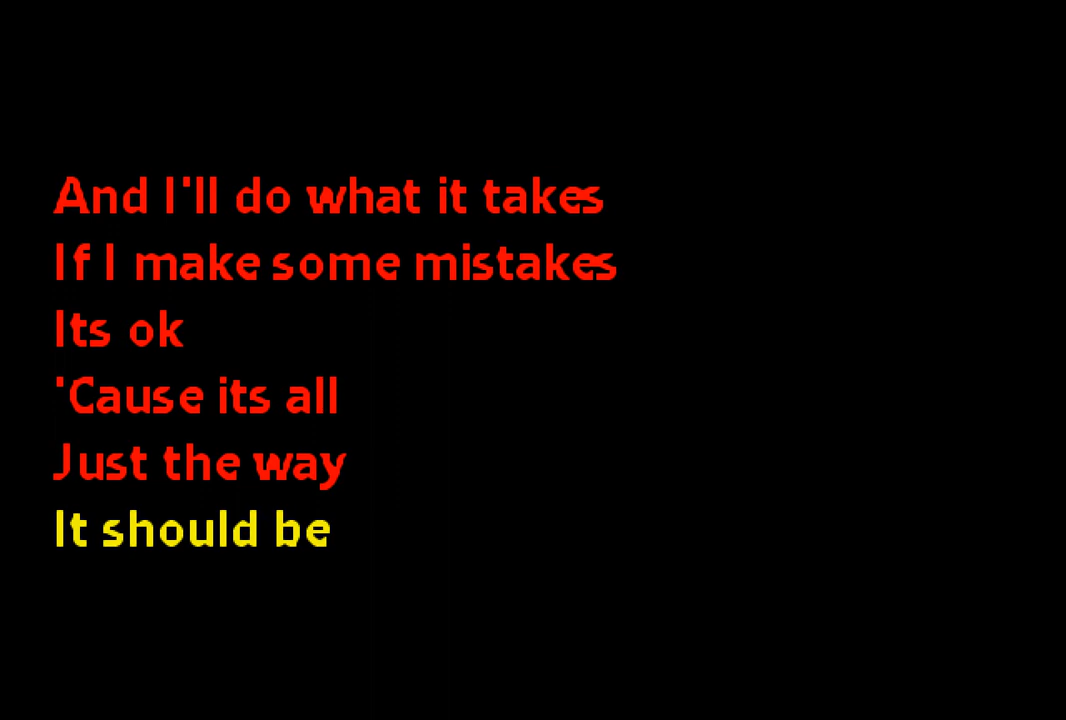 And I'll do what it takes
If I make some mistakes
Its ok
'Cause its all
Just the way
It should be